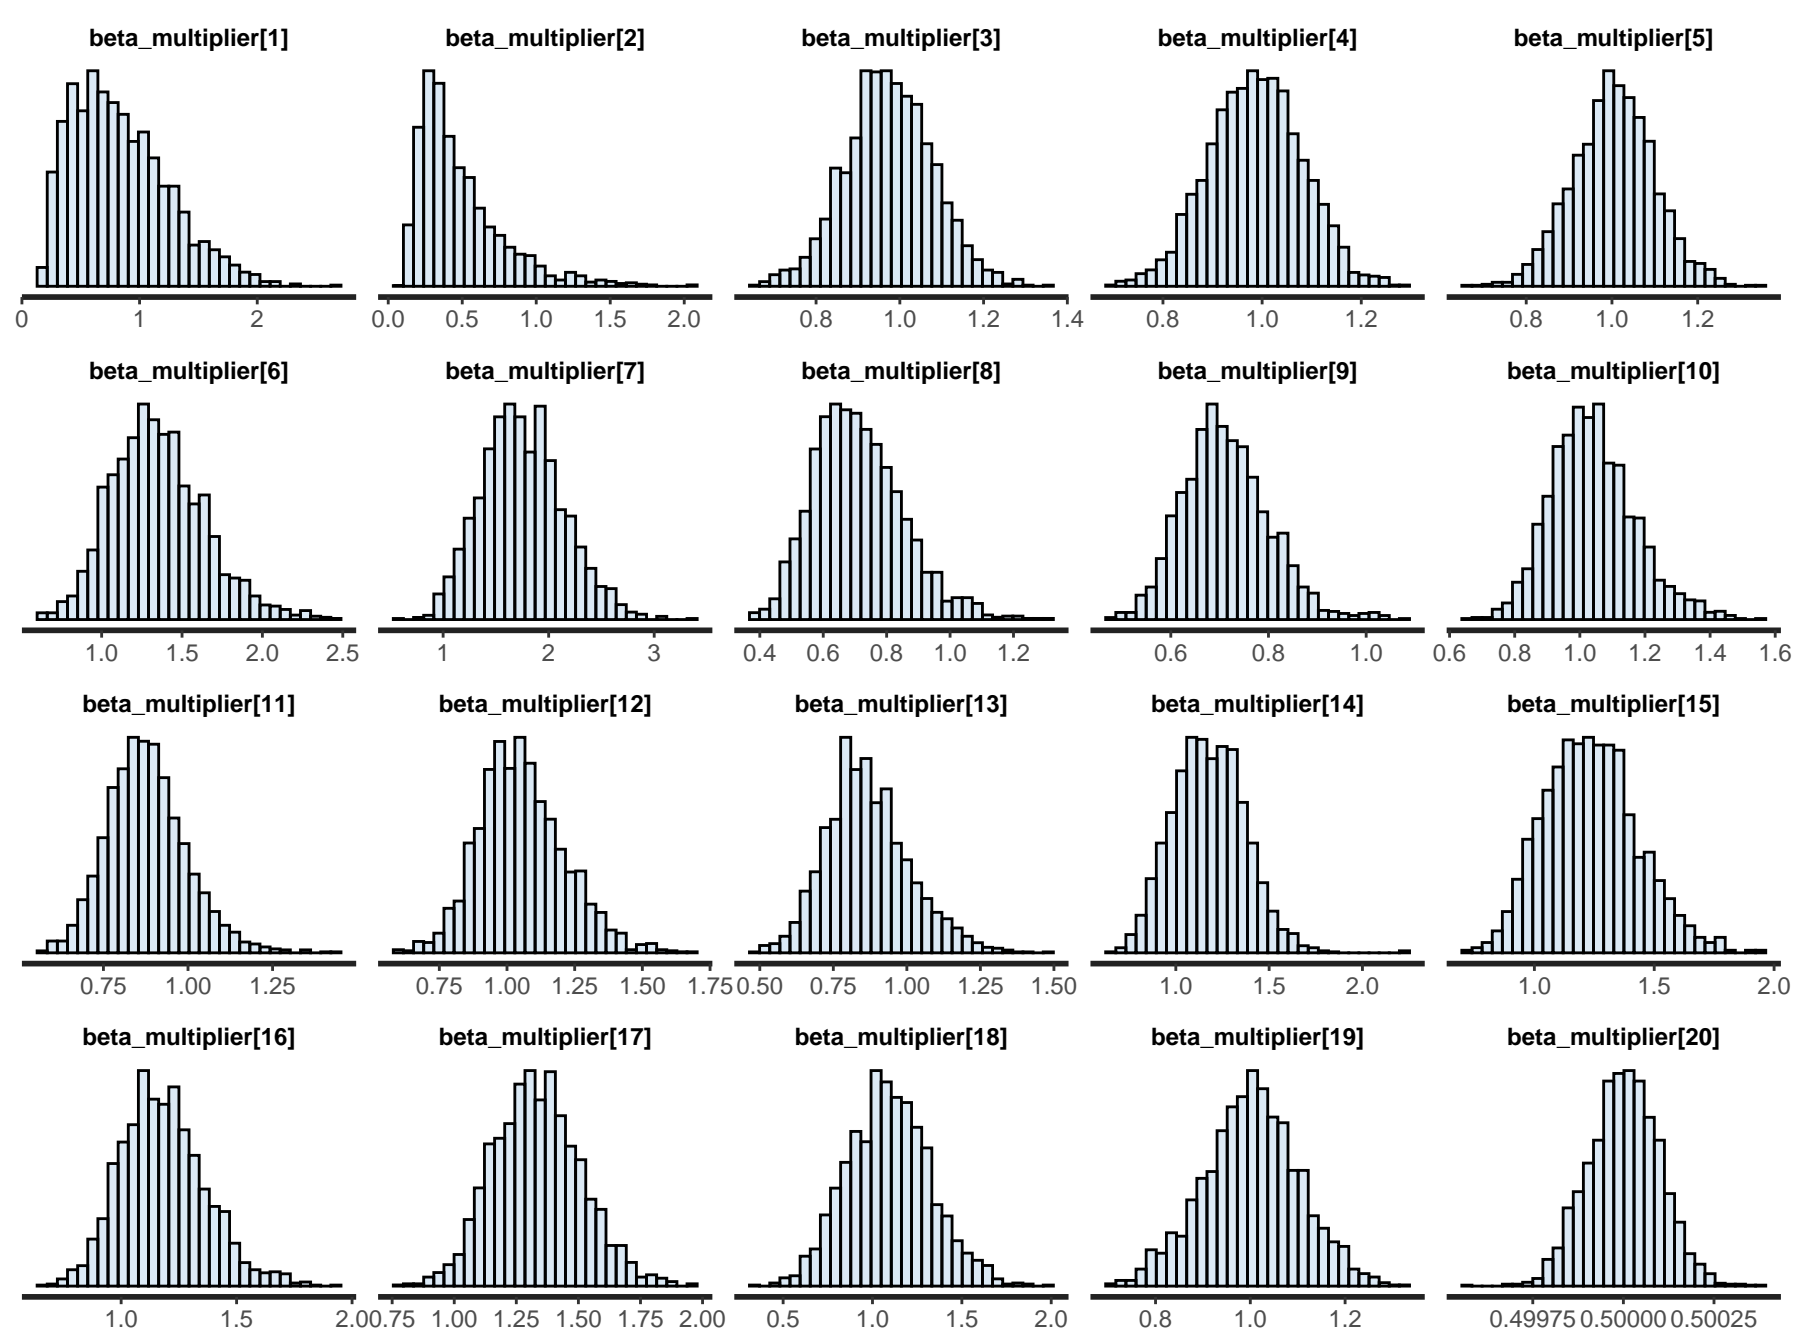 beta_multiplier[1] beta_multiplier[2] beta_multiplier[3] beta_multiplier[4] beta_multiplier[5]
0 1 2 0.0 0.5 1.0 1.5 2.0 0.8 1.0 1.2 1.4 0.8 1.0 1.2 0.8 1.0 1.2
beta_multiplier[6] beta_multiplier[7] beta_multiplier[8] beta_multiplier[9] beta_multiplier[10]
1.0 1.5 2.0 2.5 1 2 3 0.4 0.6 0.8 1.0 1.2 0.6 0.8 1.0 0.6 0.8 1.0 1.2 1.4 1.6
beta_multiplier[11] beta_multiplier[12] beta_multiplier[13] beta_multiplier[14] beta_multiplier[15]
0.75 1.00 1.25 0.75 1.00 1.25 1.50 1.75 0.50 0.75 1.00 1.25 1.50 1.0 1.5 2.0 1.0 1.5 2.0
beta_multiplier[16] beta_multiplier[17] beta_multiplier[18] beta_multiplier[19] beta_multiplier[20]
1.0 1.5 2.0 0.75 1.00 1.25 1.50 1.75 2.00 0.5 1.0 1.5 2.0 0.8 1.0 1.2 0.49975 0.50000 0.50025